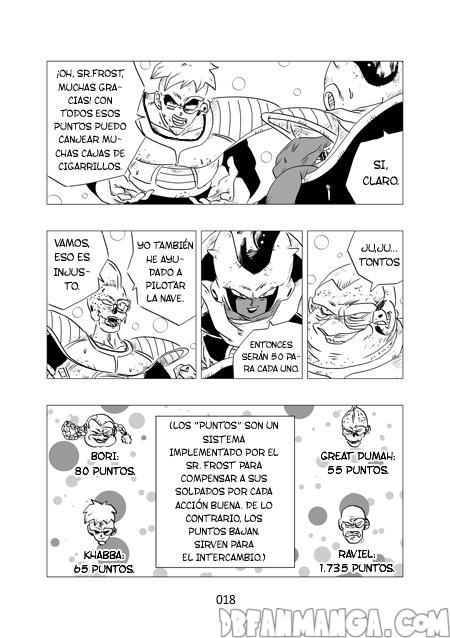 ¡OH, SR.FROST,
MUCHAS GRA-
CIAS! CON
TODOS ESOS
PUNTOS PUEDO
CANJEAR MU-
CHAS CAJAS DE
CIGARRILLOS.
SI,
CLARO.
VAMOS,
ESO ES
INJUS-
TO.
YO TAMBIÉN
HE AYU-
DADO A
PILOTAR
LA NAVE.
ENTONCES
SERÁN 50 PA
RA CADA UNO.
JU,JU...
TONTOS
BORI:
80 PUNTOS.
KHABBA:
65 PUNTOS.
(LOS "PUNTOS" SON UN
SISTEMA
IMPLEMENTADO POR EL
SR. FROST PARA
COMPENSAR A SUS
SOLDADOS POR CADA
ACCIÓN BUENA. DE LO
CONTRARIO, LOS
PUNTOS BAJAN.
SIRVEN PARA
EL INTERCAMBIO.)
GREAT DUMAH:
55 PUNTOS.
RAVIEL:
1.735 PUNTOS.
018
DBFANMANGA.COM